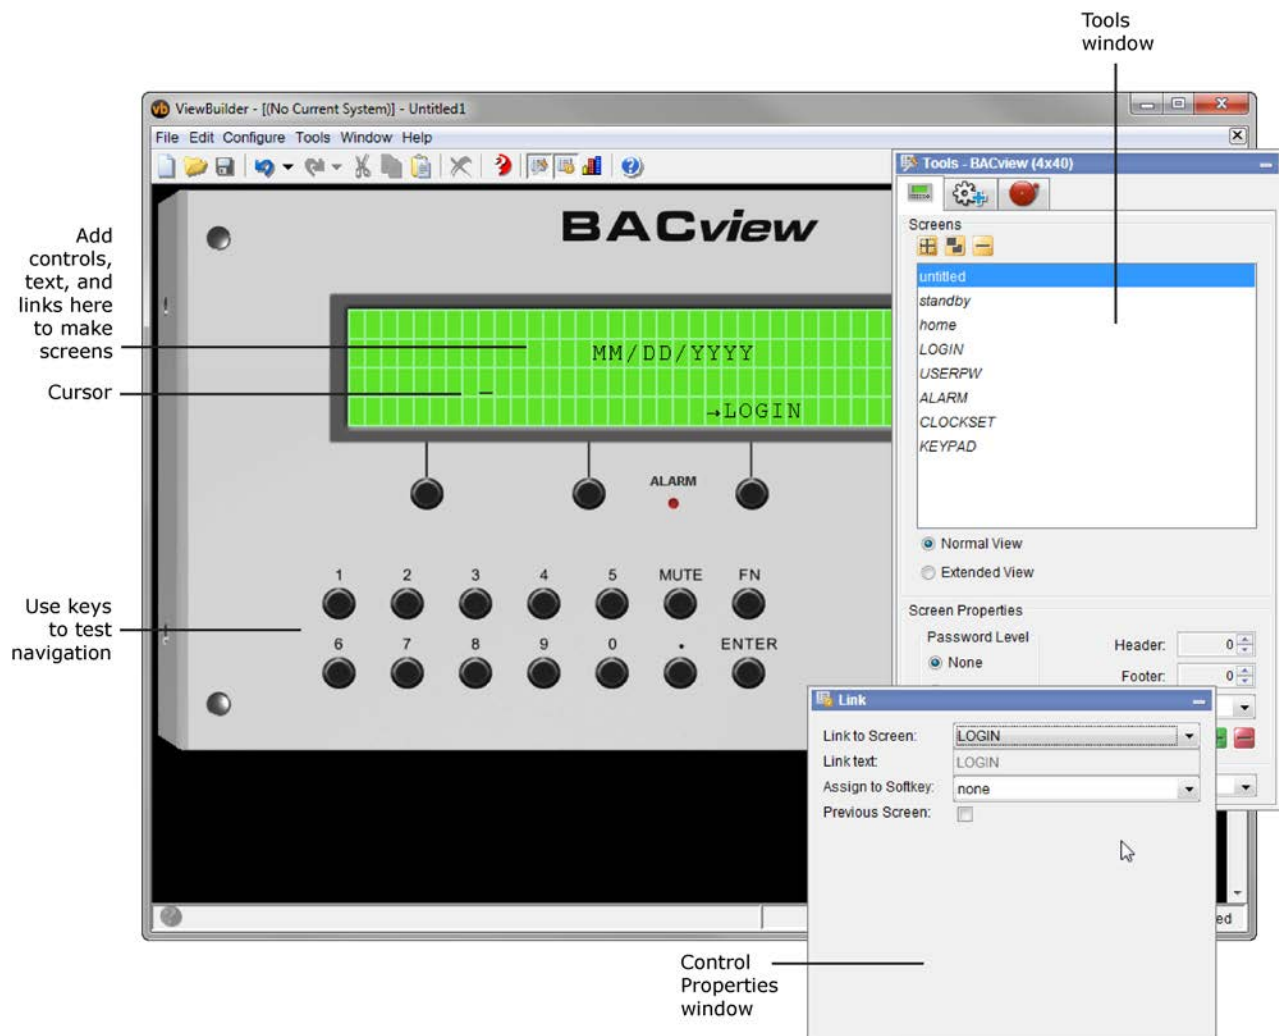 Tools
window
ViewBuilder - [(No Current System)] - Untitled1
File Edit Configure Tools Window Help
Tools - BACview (4x40)
Screens
untitled
standby
home
LOGIN
USERPW
ALARM
CLOCKSET
KEYPAD
Normal View
Extended View
Screen Properties
Password Level
None
Header: 0
Footer: 0
BACview
Add
controls,
text, and
links here
to make
screens
MM/DD/YYYY
Cursor
→LOGIN
ALARM
1 2 3 4 5 MUTE FN
Use keys
to test
navigation
6 7 8 9 0 . ENTER
Link
Link to Screen: LOGIN
Link text: LOGIN
Assign to Softkey: none
Previous Screen:
ed
Control
Properties
window